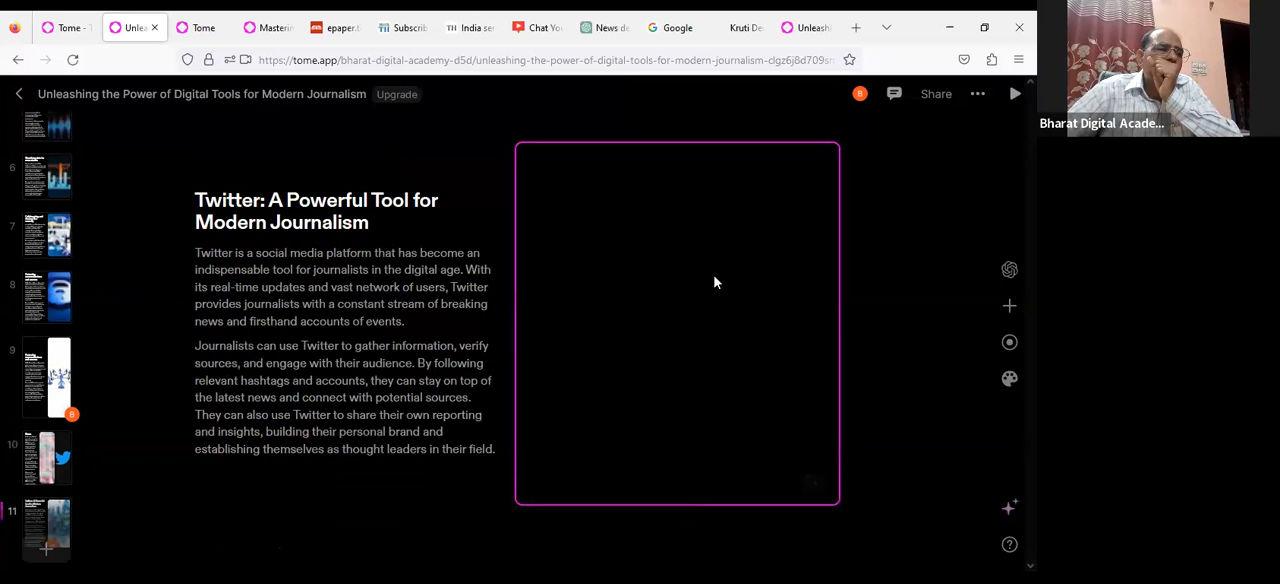 Tome -
Unlea
Tome
Masterin
epaper.ti
Subscrib
India ser
Chat You
News de
Google
Kruti De
Unleashi
https://tome.app/bharat-digital-academy-d5d/unleashing-the-power-of-digital-tools-for-modern-journalism-clgz6j8d709sm
Unleashing the Power of Digital Tools for Modern Journalism
Upgrade
B
Share
Bharat Digital Acade...
6
7
8
9
B
10
11
Twitter: A Powerful Tool for
Modern Journalism
Twitter is a social media platform that has become an
indispensable tool for journalists in the digital age. With
its real-time updates and vast network of users, Twitter
provides journalists with a constant stream of breaking
news and firsthand accounts of events.
Journalists can use Twitter to gather information, verify
sources, and engage with their audience. By following
relevant hashtags and accounts, they can stay on top of
the latest news and connect with potential sources.
They can also use Twitter to share their own reporting
and insights, building their personal brand and
establishing themselves as thought leaders in their field.